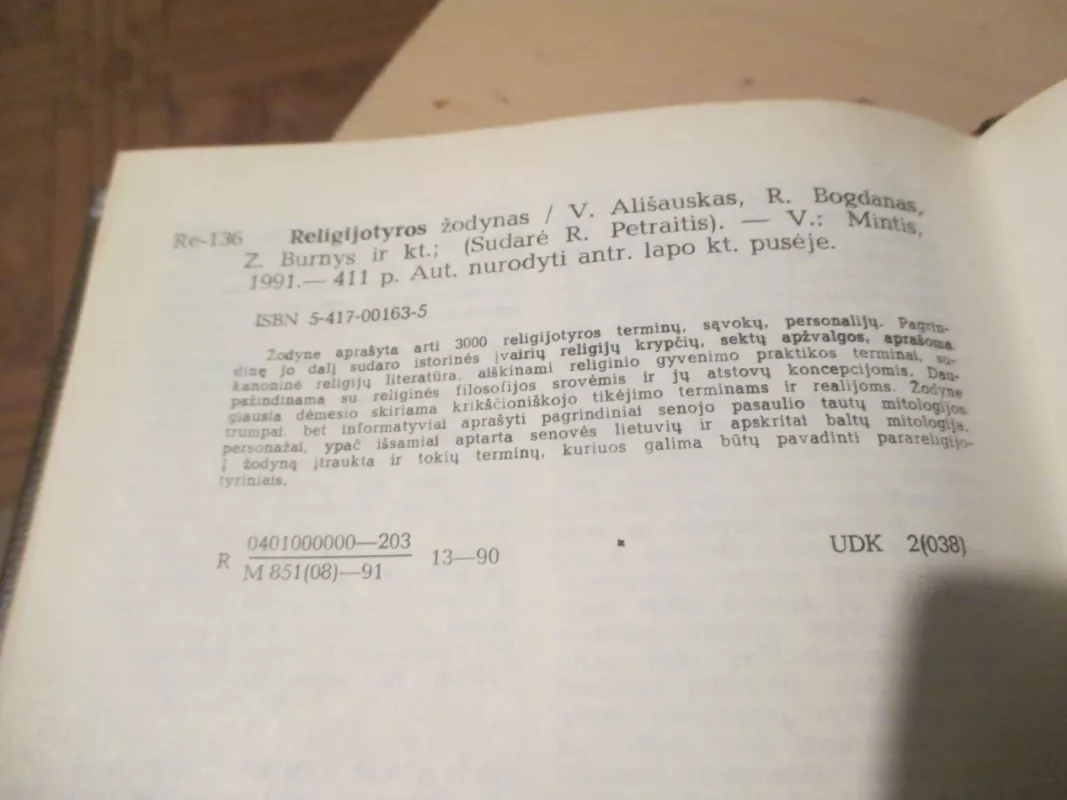 Re-136 Religijotyros žodynas / V. Ališauskas, R. Bogdanas,
Z. Burnys ir kt.; (Sudarė R. Petraitis). — V.: Mintis,
1991.— 411 p. Aut. nurodyti antr. lapo kt. pusėje.
ISBN 5-417-00163-5
Žodyne aprašyta arti 3000 religijotyros terminų, sąvokų, personalijų. Pagrin-
dinę jo dalį sudaro istorinės įvairių religijų krypčių, sektų apžvalgos, aprašoma
kanoninė religijų literatūra, aiškinami religinio gyvenimo praktikos terminai, su-
pažindinama su religinės filosofijos srovėmis ir jų atstovų koncepcijomis. Dau-
giausia dėmesio skiriama krikščioniškojo tikėjimo terminams ir realijoms. Žodyne
trumpai, bet informatyviai aprašyti pagrindiniai senojo pasaulio tautų mitologijos
personažai, ypač išsamiai aptarta senovės lietuvių ir apskritai baltų mitologija.
Į žodyną įtraukta ir tokių terminų, kuriuos galima būtų pavadinti parareligijo-
tyriniais.
R 0401000000—203
M 851(08)—91 13—90 UDK 2(038)